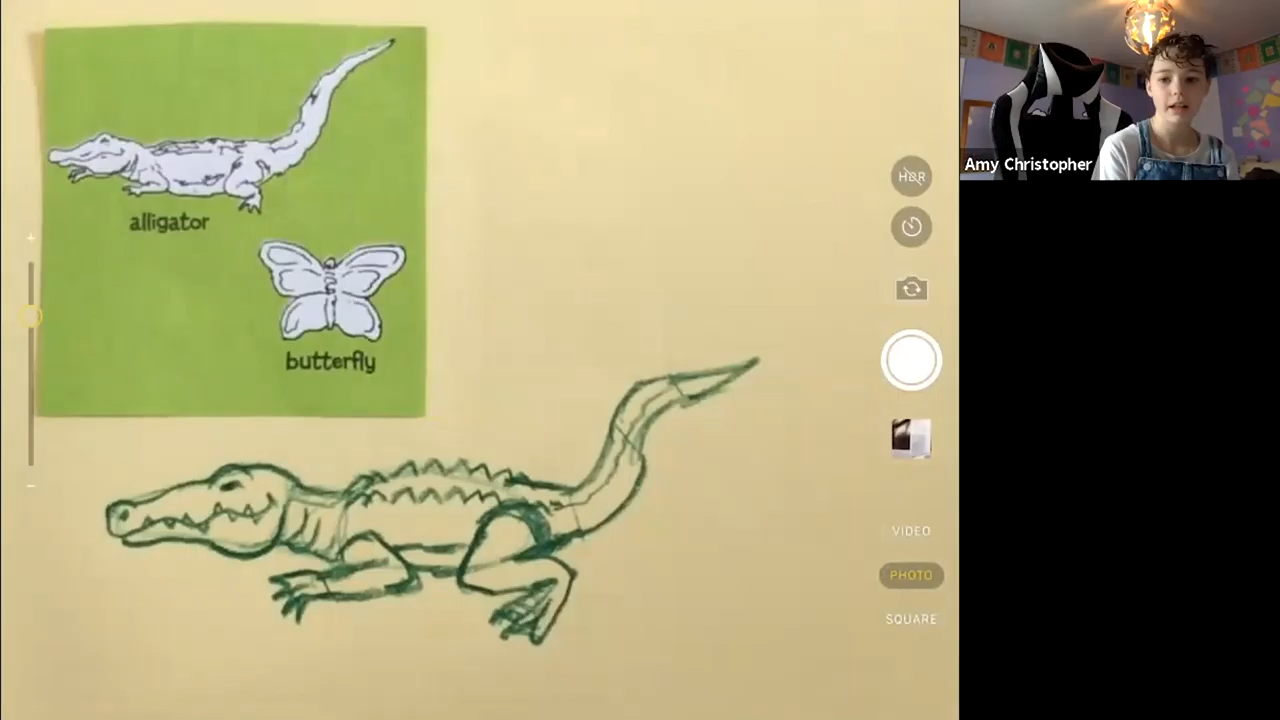 alligator
butterfly
HDR
VIDEO
PHOTO
SQUARE
Amy Christopher